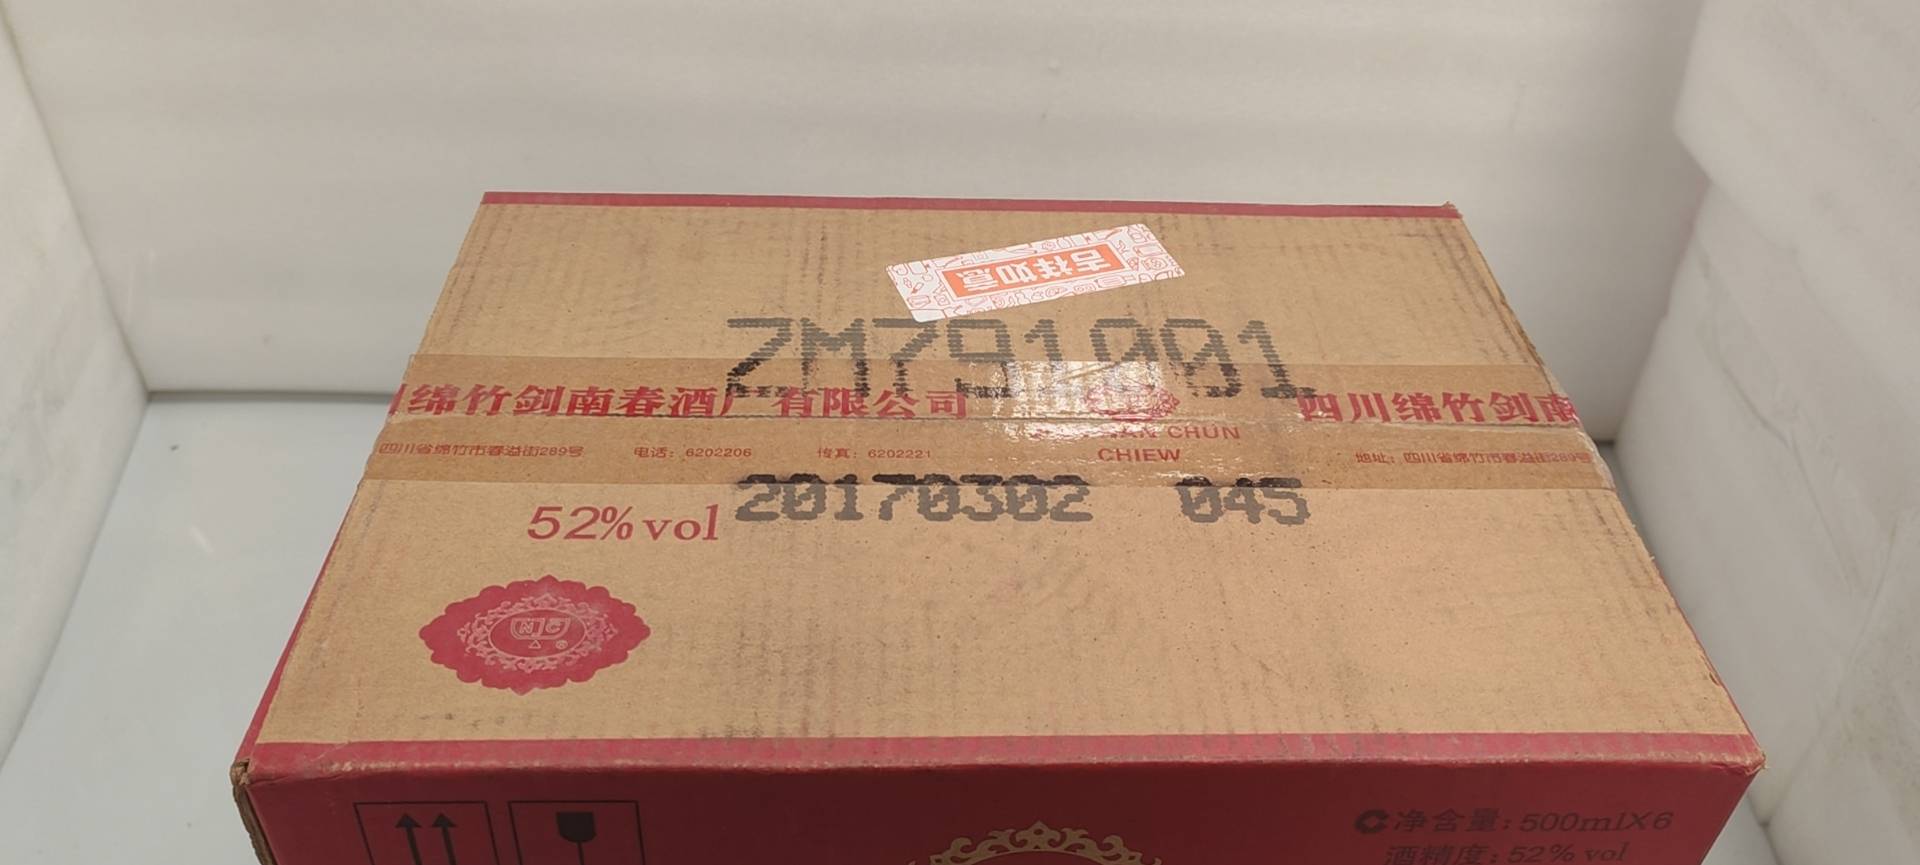 吉祥如意
ZM791001
绵竹剑南春酒厂有限公司
四川绵竹剑南
CHUN
CHIEW
四川省绵竹市春溢街289号 电话：6202206 传真：6202221
地址：四川省绵竹市春溢街289号
20170302 045
52% vol
净含量：500mlX6
酒精度：52% vol